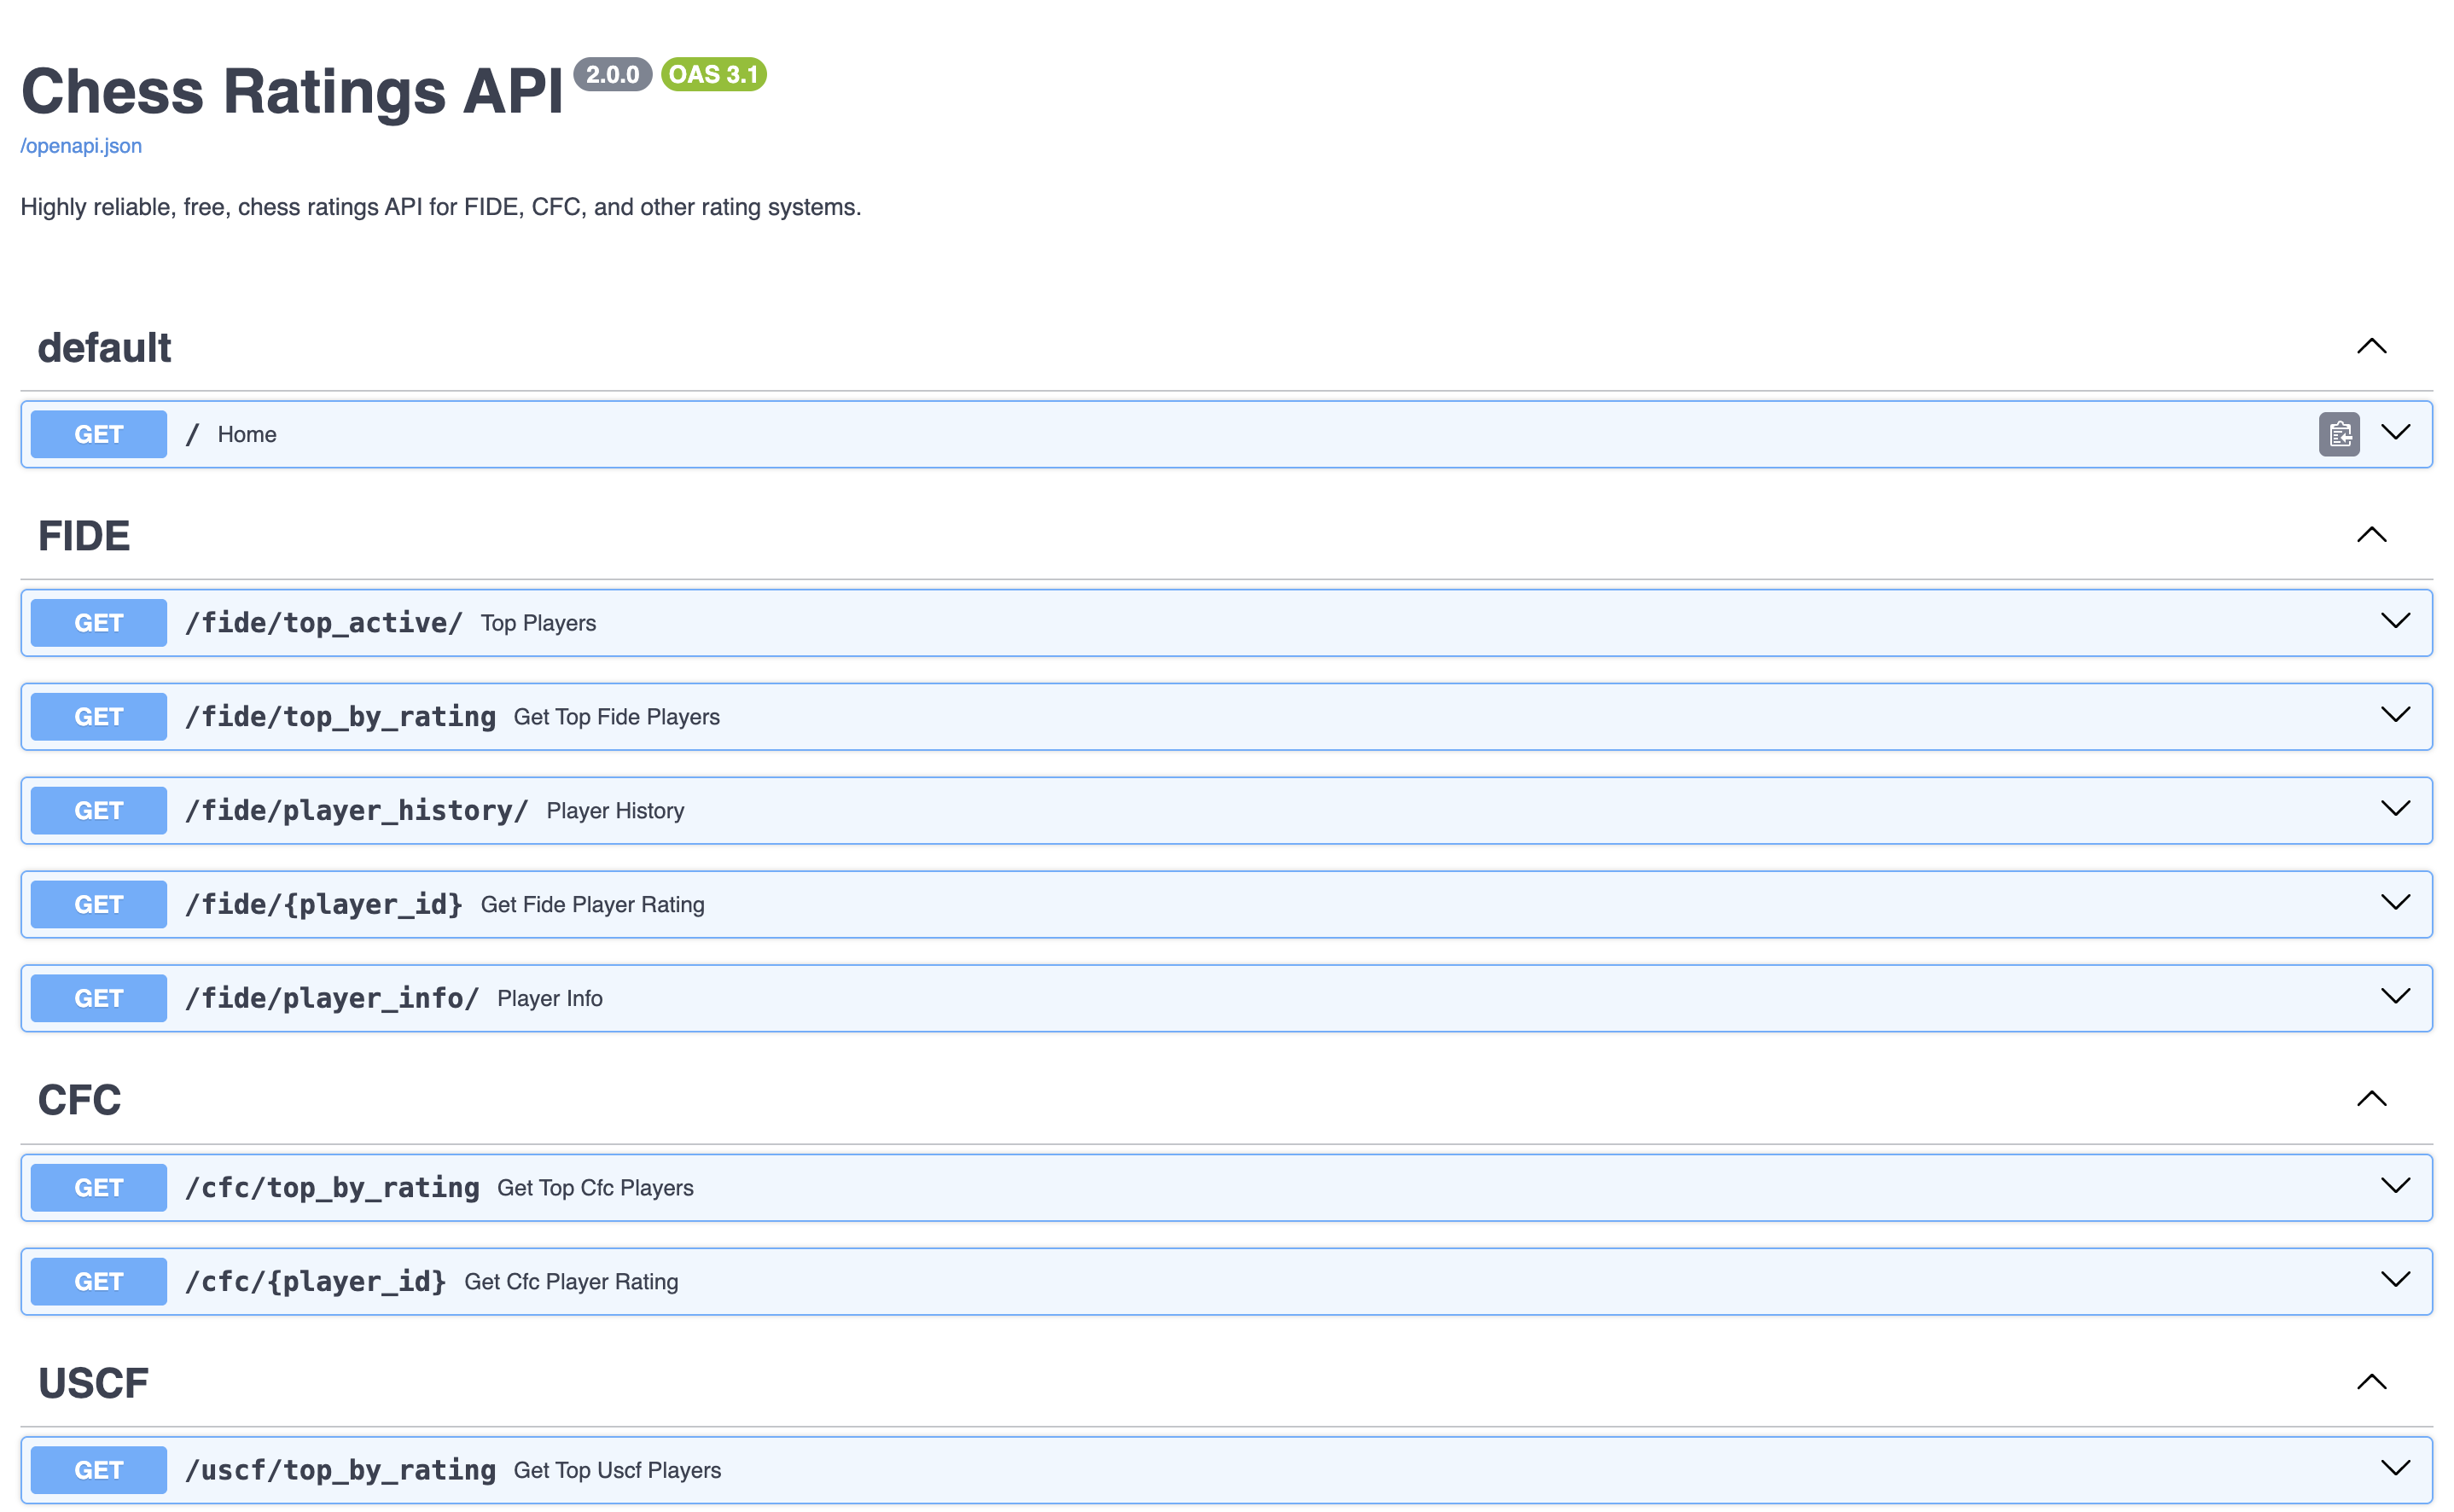 Chess Ratings API 2.0.0 OAS 3.1
/openapi.json
Highly reliable, free, chess ratings API for FIDE, CFC, and other rating systems.
default
GET / Home
FIDE
GET /fide/top_active/ Top Players
GET /fide/top_by_rating Get Top Fide Players
GET /fide/player_history/ Player History
GET /fide/{player_id} Get Fide Player Rating
GET /fide/player_info/ Player Info
CFC
GET /cfc/top_by_rating Get Top Cfc Players
GET /cfc/{player_id} Get Cfc Player Rating
USCF
GET /uscf/top_by_rating Get Top Uscf Players